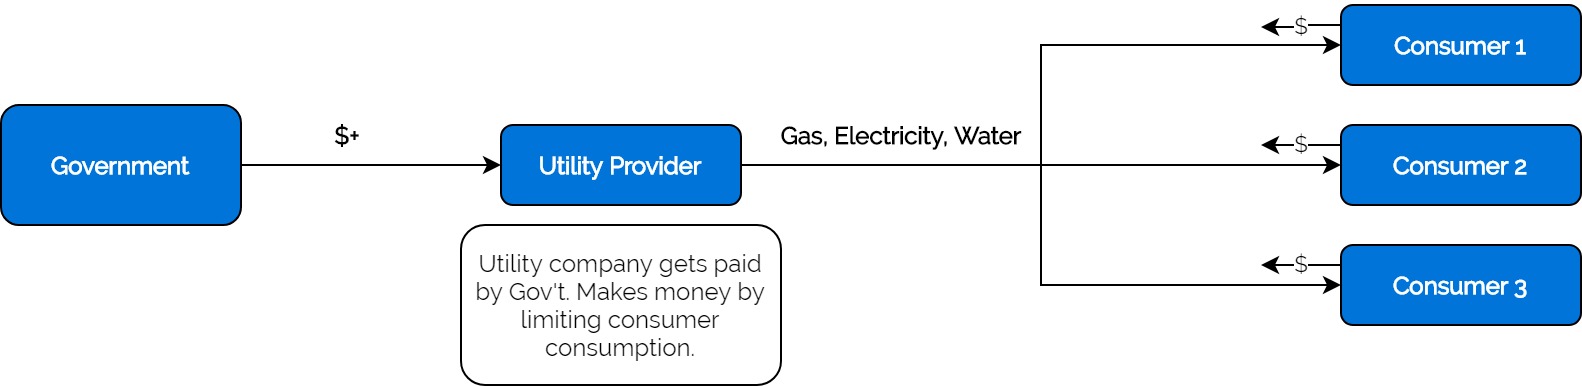 $
Consumer 1
Government
$+
Utility Provider
Gas, Electricity, Water
$
Consumer 2
Utility company gets paid
by Gov't. Makes money by
limiting consumer
consumption.
$
Consumer 3